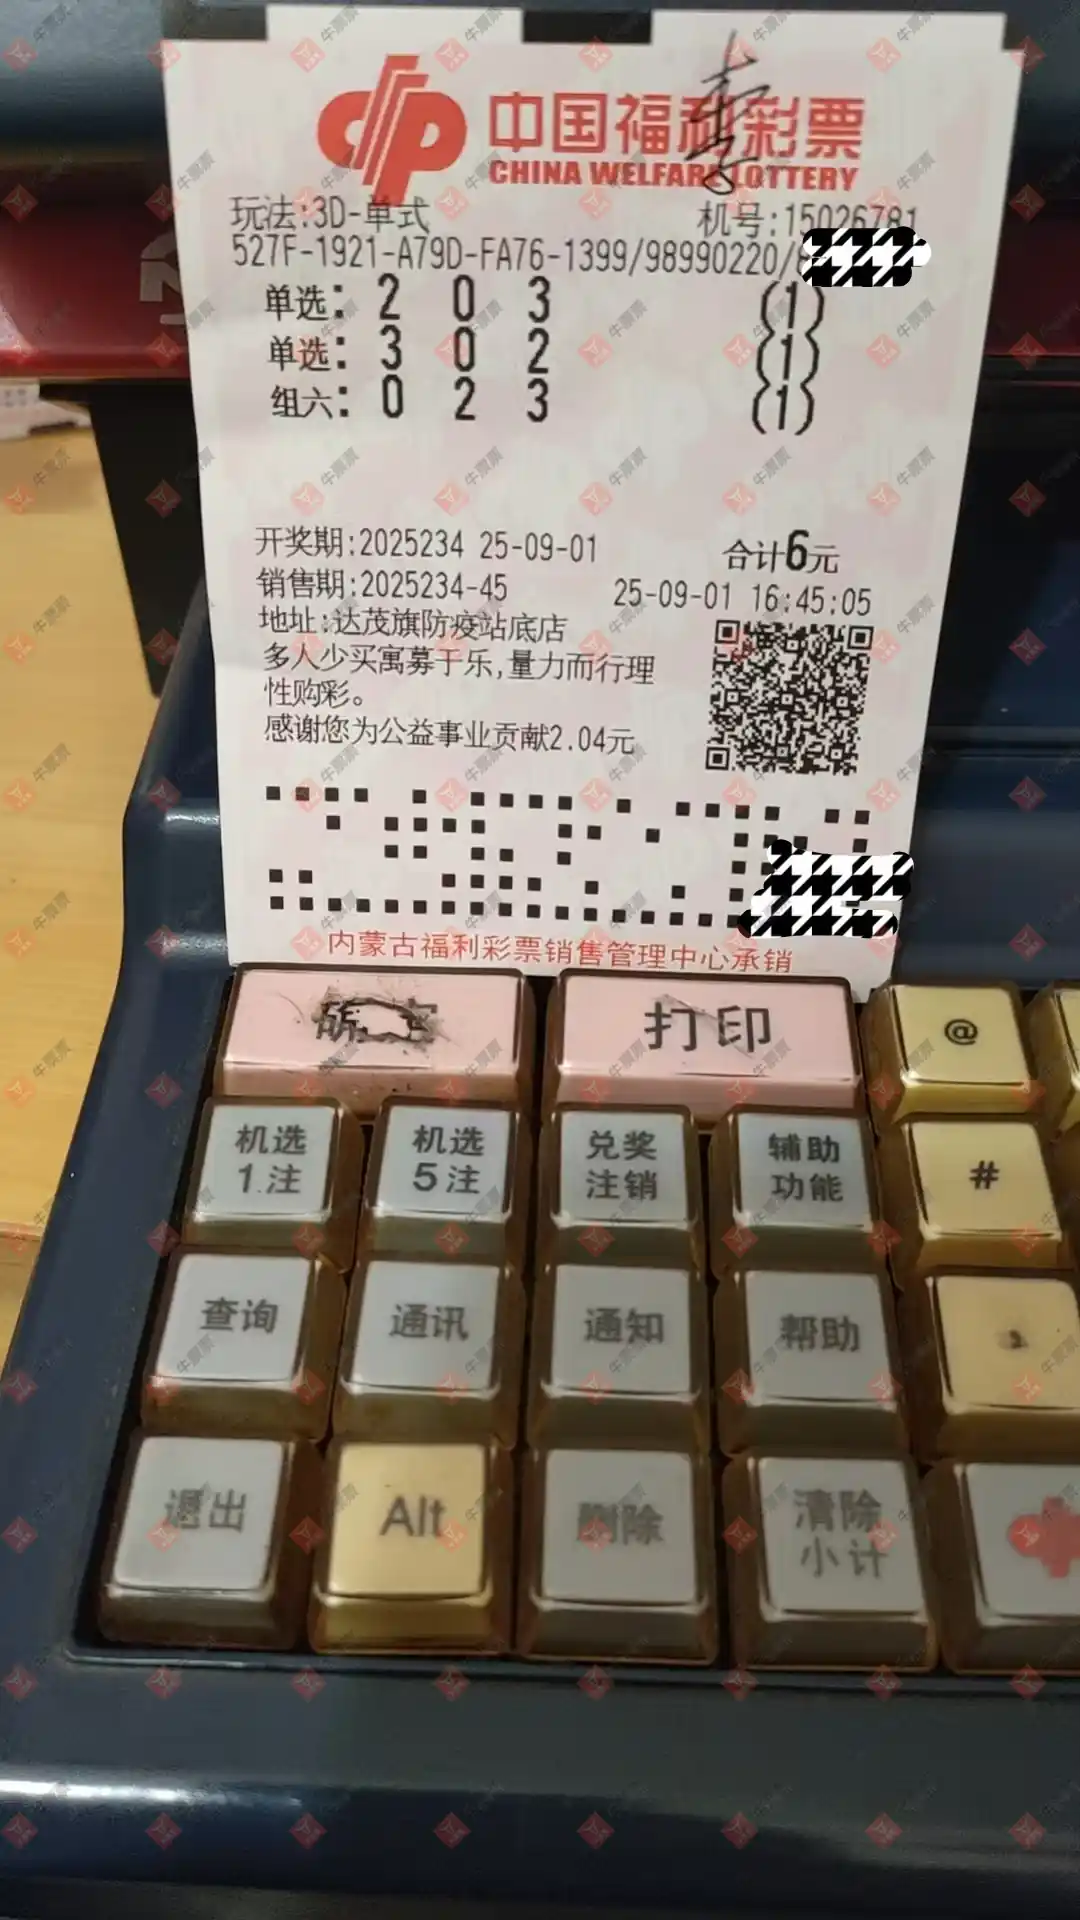 中国福利彩票
CHINA WELFARE LOTTERY
玩法:3D-单式 机号:15026781
527F-1921-A79D-FA76-1399/98990220/
单选: 2 0 3 (1)
单选: 3 0 2 (1)
组六: 0 2 3 (1)
开奖期:2025234 25-09-01 合计6元
销售期:2025234-45 25-09-01 16:45:05
地址:达茂旗防疫站底店
多人少买寓募于乐,量力而行理
性购彩。
感谢您为公益事业贡献2.04元
内蒙古福利彩票销售管理中心承销
打印 @
机选1注 机选5注 兑奖注销 辅助功能 #
查询 通讯 通知 帮助
退出 Alt 删除 清除小计
牛票票